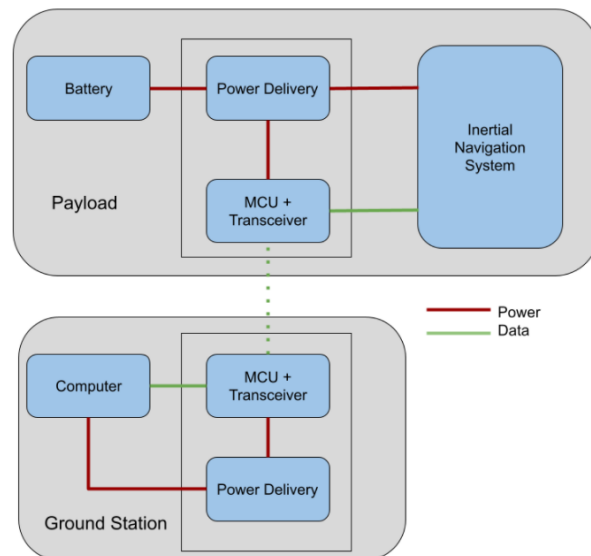 Battery
Power Delivery
Inertial
Navigation
System
Payload
MCU +
Transceiver
Power
Data
Computer
MCU +
Transceiver
Power Delivery
Ground Station